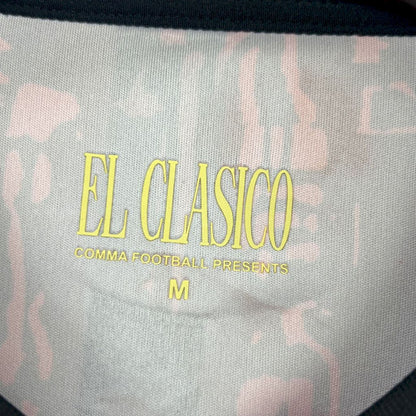 EL CLASICO
COMMA FOOTBALL PRESENTS
M